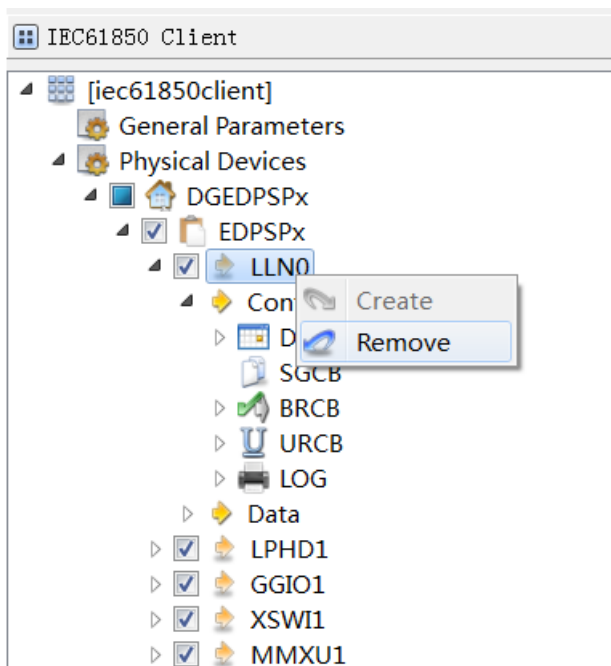 IEC61850 Client
[iec61850client]
General Parameters
Physical Devices
DGEDPSPx
EDPSPx
LLN0
Con
Create
D
Remove
SGCB
BRCB
URCB
LOG
Data
LPHD1
GGIO1
XSWI1
MMXU1